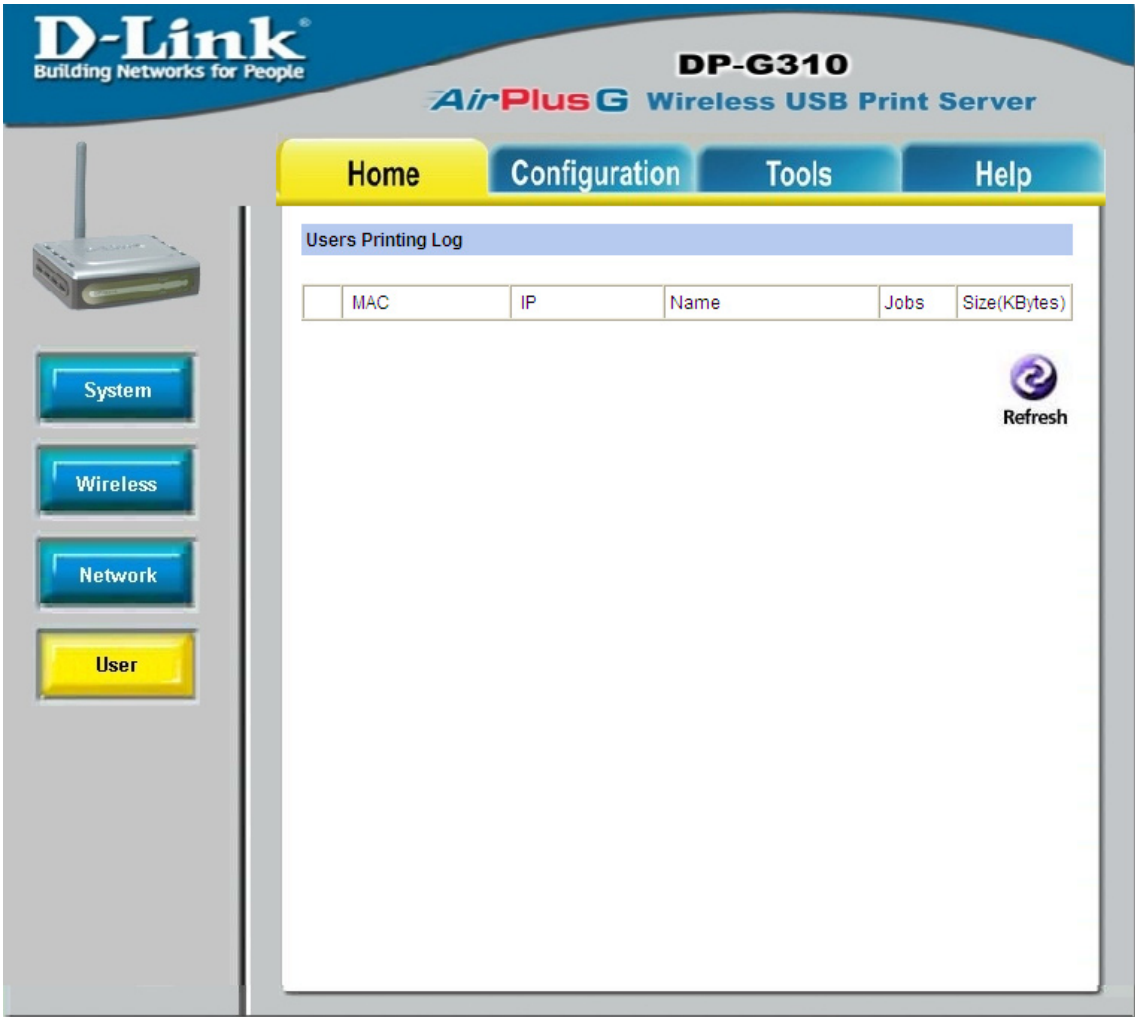 D-Link®
Building Networks for People
DP-G310
AirPlus G Wireless USB Print Server
Home Configuration Tools Help
Users Printing Log
MAC IP Name Jobs Size(KBytes)
Refresh
System
Wireless
Network
User